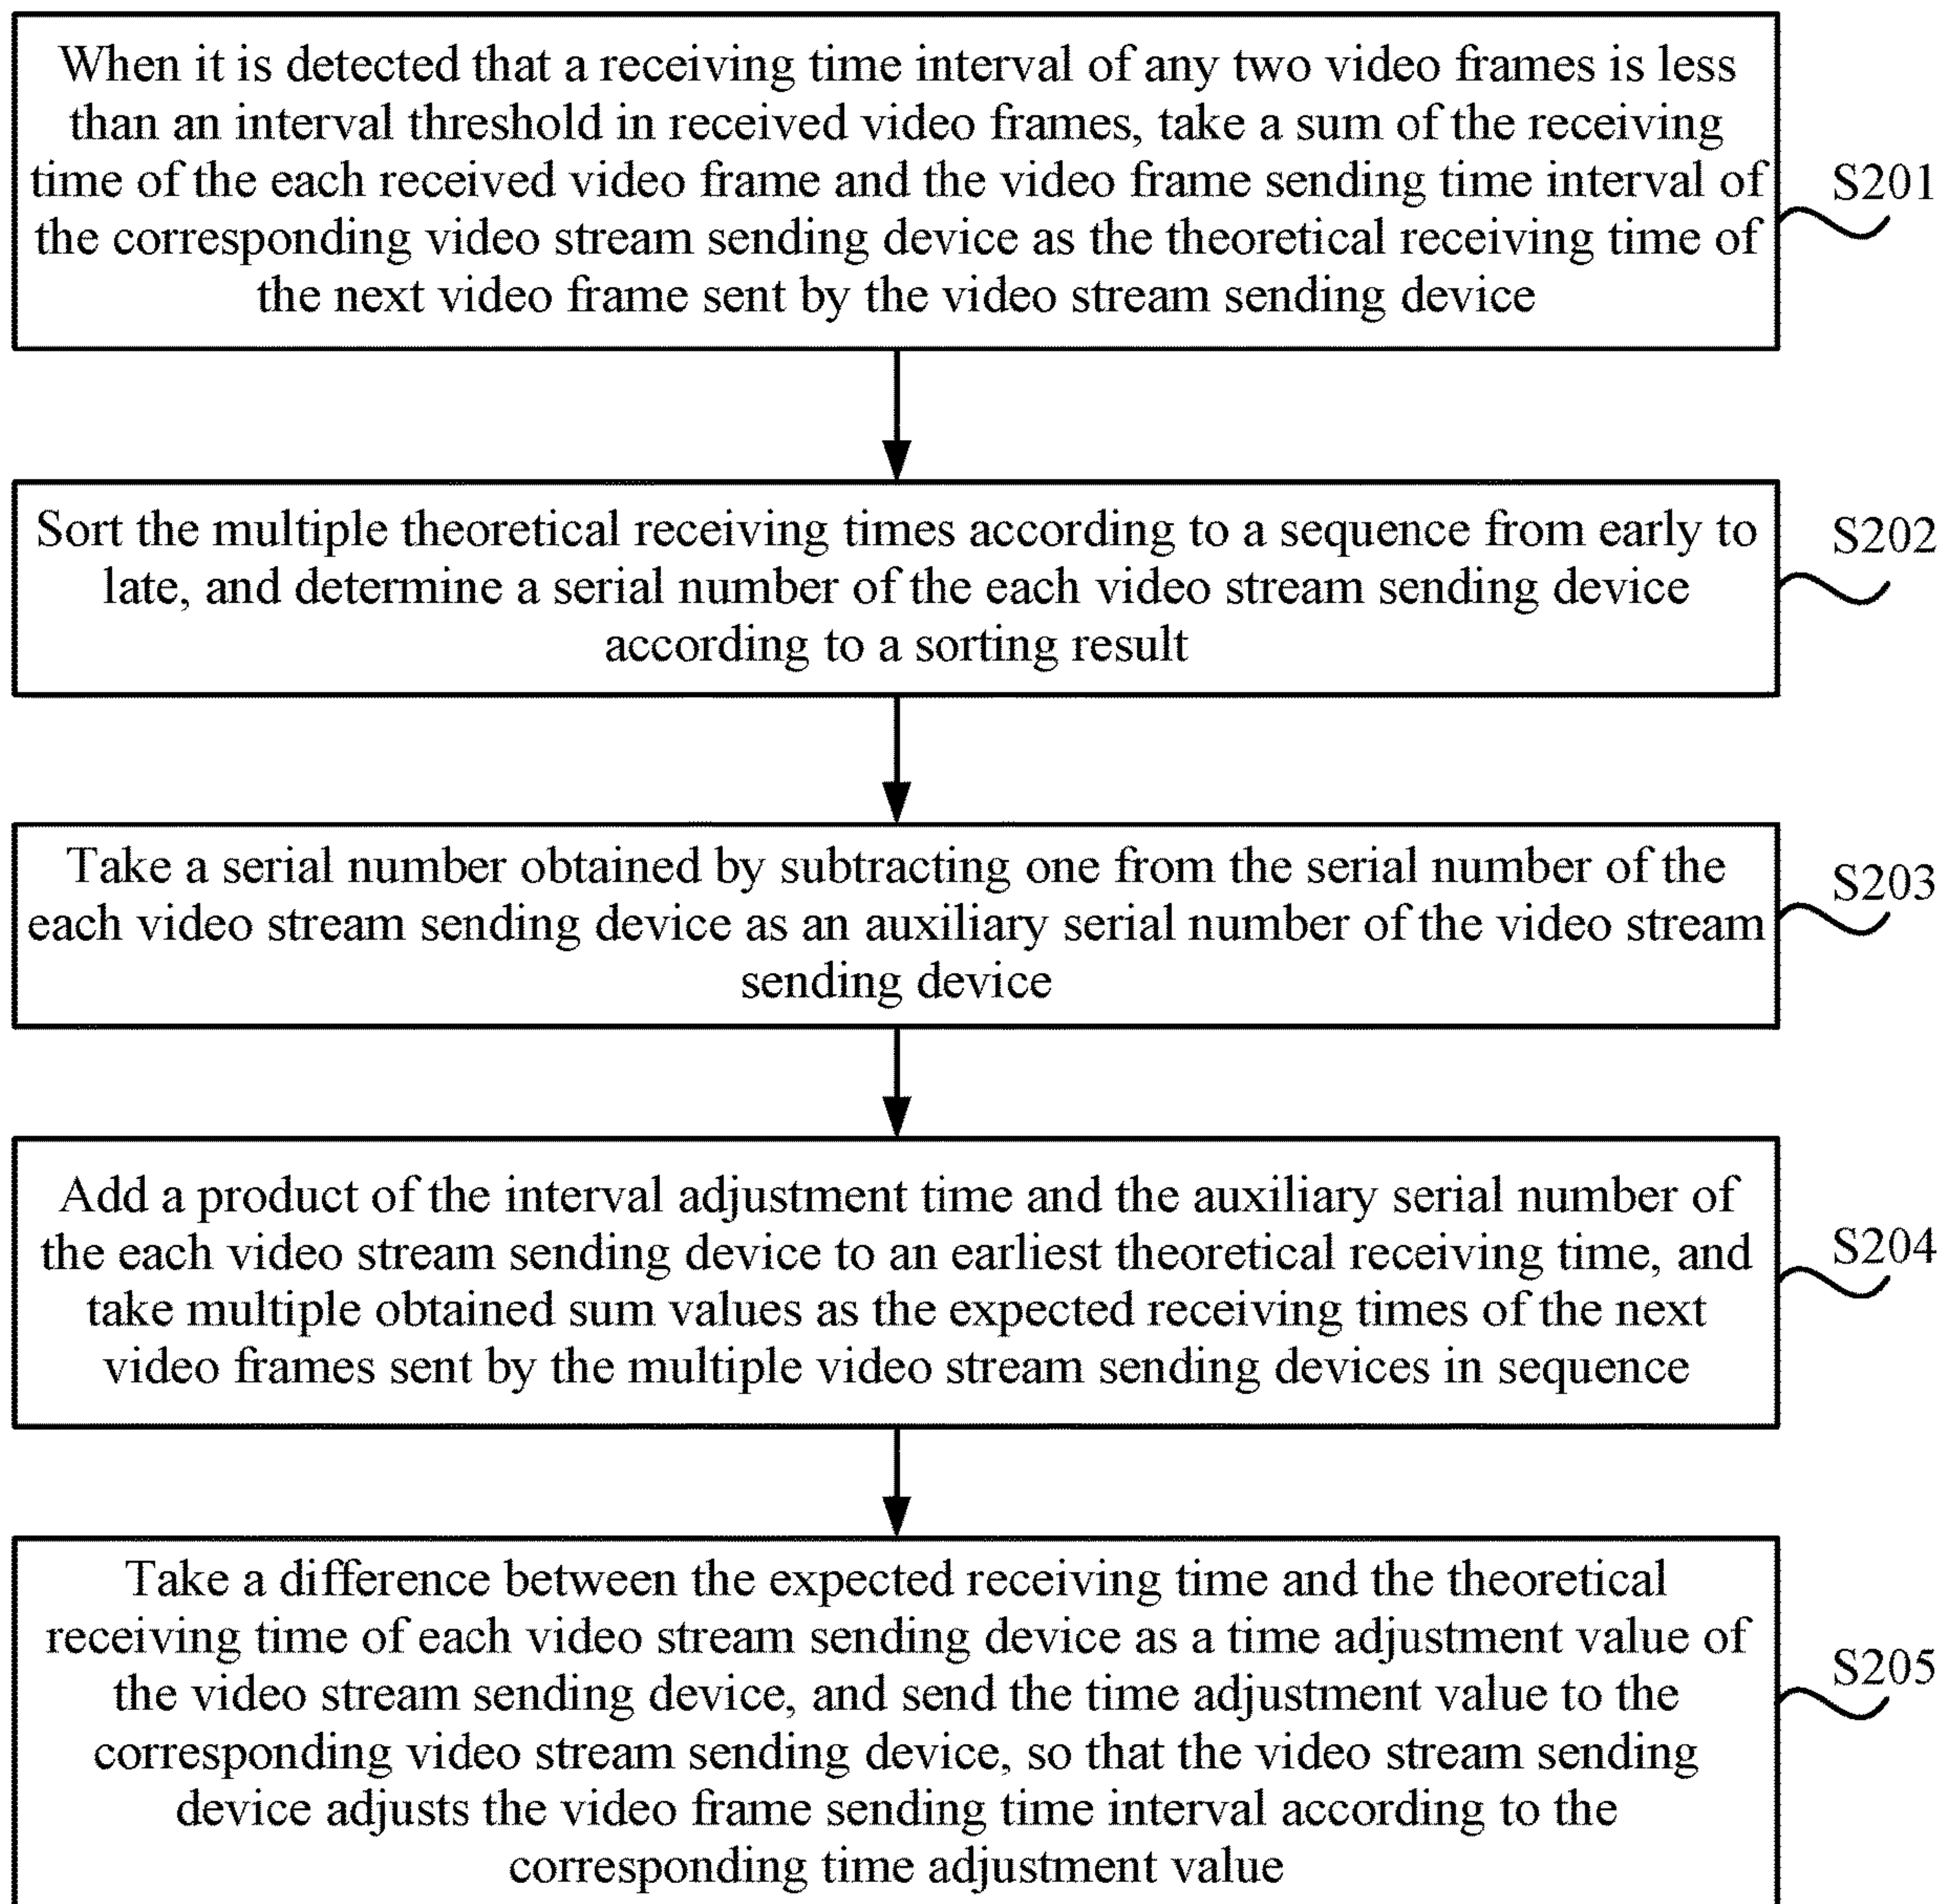 When it is detected that a receiving time interval of any two video frames is less
than an interval threshold in received video frames, take a sum of the receiving
time of the each received video frame and the video frame sending time interval of
the corresponding video stream sending device as the theoretical receiving time of
the next video frame sent by the video stream sending device
S201
Sort the multiple theoretical receiving times according to a sequence from early to
late, and determine a serial number of the each video stream sending device
according to a sorting result
S202
Take a serial number obtained by subtracting one from the serial number of the
each video stream sending device as an auxiliary serial number of the video stream
sending device
S203
Add a product of the interval adjustment time and the auxiliary serial number of
the each video stream sending device to an earliest theoretical receiving time, and
take multiple obtained sum values as the expected receiving times of the next
video frames sent by the multiple video stream sending devices in sequence
S204
Take a difference between the expected receiving time and the theoretical
receiving time of each video stream sending device as a time adjustment value of
the video stream sending device, and send the time adjustment value to the
corresponding video stream sending device, so that the video stream sending
device adjusts the video frame sending time interval according to the
corresponding time adjustment value
S205